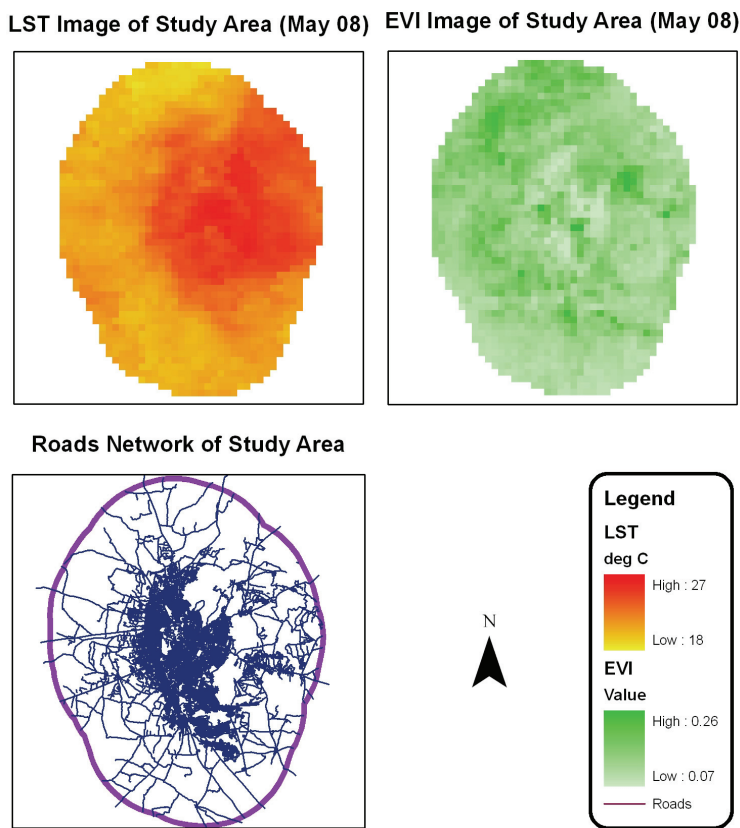 LST Image of Study Area (May 08)
EVI Image of Study Area (May 08)
Roads Network of Study Area
N
Legend
LST
deg C
High : 27
Low : 18
EVI
Value
High : 0.26
Low : 0.07
Roads